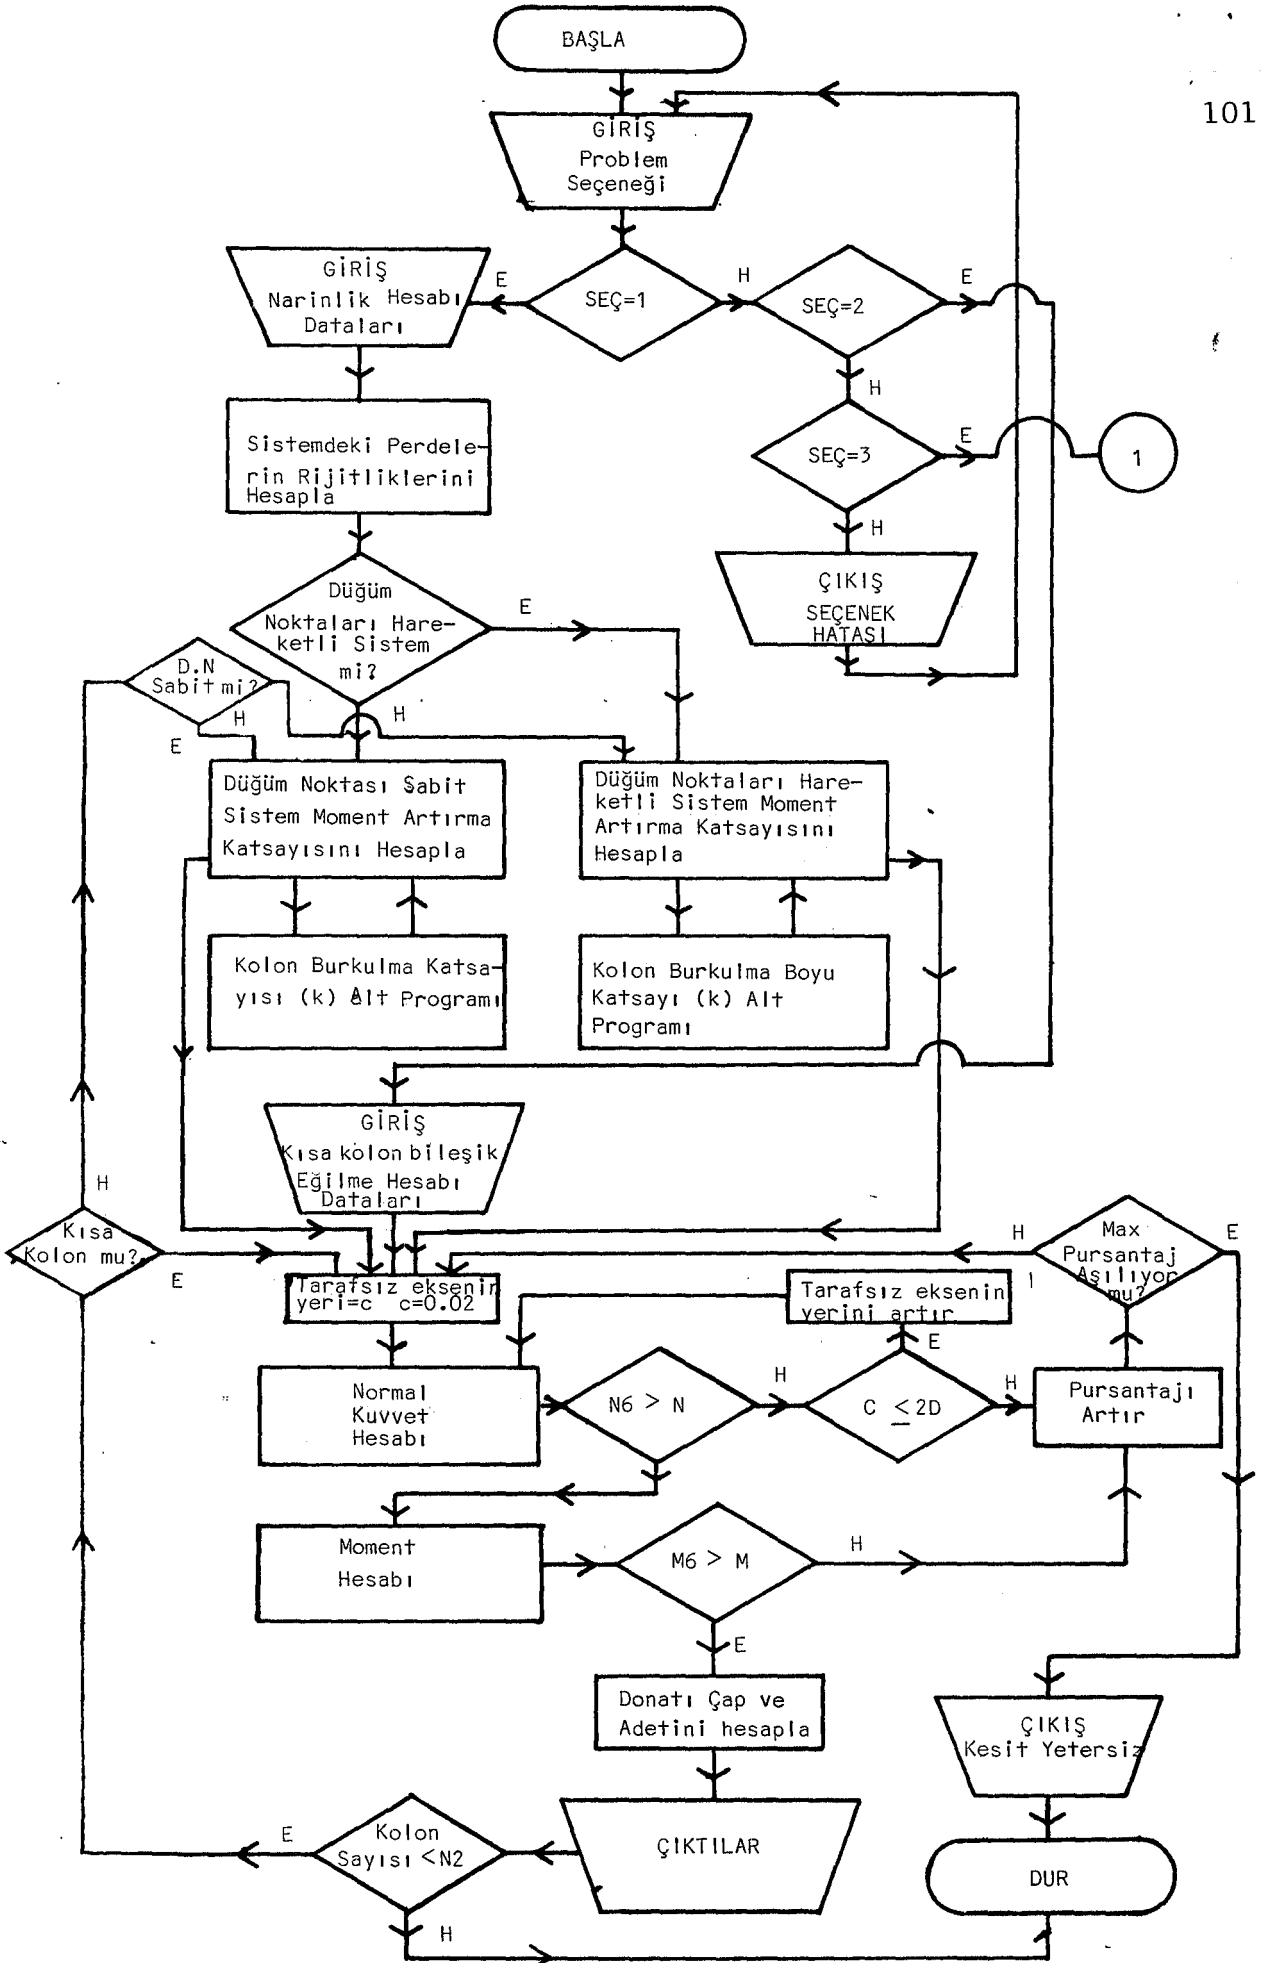 BAŞLA
101
GİRİŞ
Problem
Seçeneği
GİRİŞ
Narinlik Hesabı
Dataları
E
SEÇ=1
H
SEÇ=2
E
H
Sistemdeki Perdele-
rin Rijitliklerini
Hesapla
SEÇ=3
E
1
H
Düğüm
Noktaları Hare-
ketli Sistem
mi?
E
H
ÇIKIŞ
SEÇENEK
HATASI
D.N
Sabit mi?
H
E
Düğüm Noktası Sabit
Sistem Moment Artırma
Katsayısını Hesapla
Düğüm Noktaları Hare-
ketli Sistem Moment
Artırma Katsayısını
Hesapla
Kolon Burkulma Katsa-
yısı (k) Alt Programı
Kolon Burkulma Boyu
Katsayı (k) Alt
Programı
GİRİŞ
Kısa kolon bileşik
Eğilme Hesabı
Dataları
H
Kısa
Kolon mu?
E
H
Max
Pursantaj
Aşılıyor
mu?
E
Tarafsız eksenin
yeri=c c=0.02
Tarafsız eksenin
yerini artır
E
Normal
Kuvvet
Hesabı
N6 > N
H
C ≤ 2D
H
Pursantajı
Artır
Moment
Hesabı
M6 > M
H
E
Donatı Çap ve
Adetini hesapla
ÇIKIŞ
Kesit Yetersiz
E
Kolon
Sayısı <N2
ÇIKTILAR
DUR
H